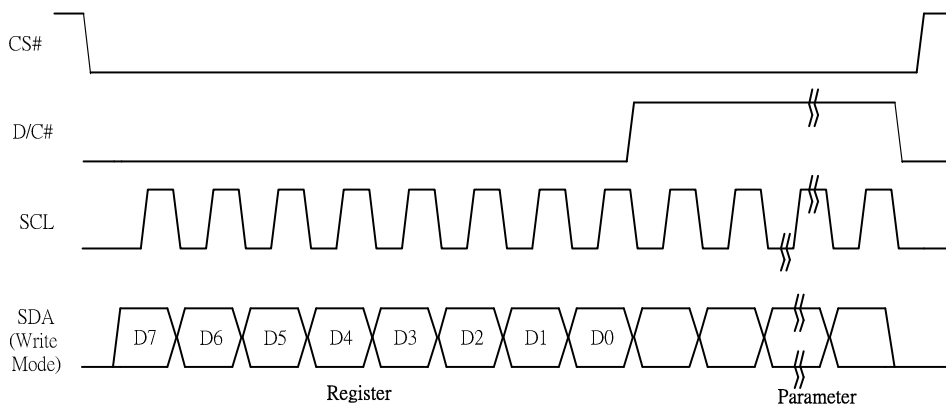 CS#
D/C#
SCL
SDA
(Write
Mode)
D7 D6 D5 D4 D3 D2 D1 D0
Register Parameter